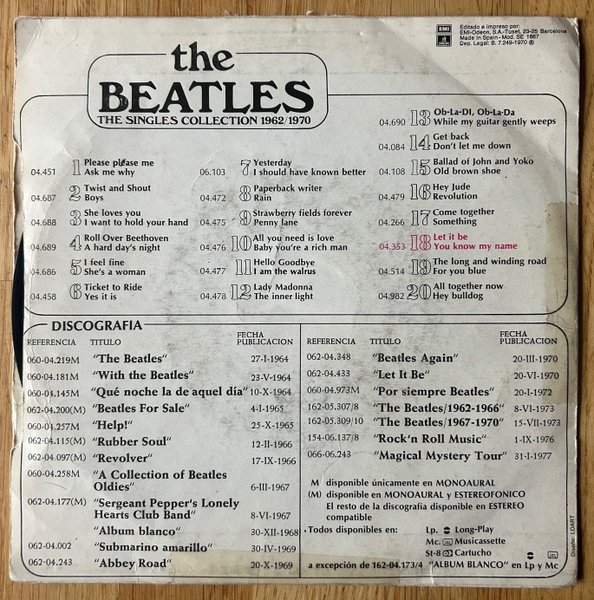 the
BEATLES
THE SINGLES COLLECTION 1962/1970
EMI
Editado e impreso por:
EMI-Odeon, S.A.-Tuset, 23-25 Barcelona
Made in Spain - Mod. SE 1667
Dep. Legal: B. 7.249-1970 ℗
04.451 1 Please please me
Ask me why
04.687 2 Twist and Shout
Boys
04.688 3 She loves you
I want to hold your hand
04.689 4 Roll Over Beethoven
A hard's day's night
04.686 5 I feel fine
She's a woman
04.458 6 Ticket to Ride
Yes it is
06.103 7 Yesterday
I should have known better
04.472 8 Paperback writer
Rain
04.475 9 Strawberry fields forever
Penny lane
04.476 10 All you need is love
Baby you're a rich man
04.477 11 Hello Goodbye
I am the walrus
04.478 12 Lady Madonna
The inner light
04.690 13 Ob-La-DI, Ob-La-Da
While my guitar gently weeps
04.084 14 Get back
Don't let me down
04.108 15 Ballad of John and Yoko
Old brown shoe
04.479 16 Hey Jude
Revolution
04.266 17 Come together
Something
04.353 18 Let it be
You know my name
04.514 19 The long and winding road
For you blue
04.982 20 All together now
Hey bulldog
DISCOGRAFIA
REFERENCIA TITULO FECHA PUBLICACION
060-04.219M "The Beatles" 27-I-1964
060-04.181M "With the Beatles" 23-V-1964
060-04.145M "Qué noche la de aquel día" 10-X-1964
062-04.200(M) "Beatles For Sale" 4-I-1965
060-04.257M "Help!" 25-X-1965
062-04.115(M) "Rubber Soul" 12-II-1966
062-04.097(M) "Revolver" 17-IX-1966
060-04.258M "A Collection of Beatles
Oldies" 6-III-1967
062-04.177(M) "Sergeant Pepper's Lonely
Hearts Club Band" 8-VI-1967
"Album blanco" 30-XII-1968
062-04.002 "Submarino amarillo" 30-IV-1969
062-04.243 "Abbey Road" 20-X-1969
REFERENCIA TITULO FECHA PUBLICACION
062-04.348 "Beatles Again" 20-III-1970
062-04.433 "Let It Be" 20-VI-1970
060-04.973M "Por siempre Beatles" 20-I-1972
162-05.307/8 "The Beatles/1962-1966" 8-VI-1973
162-05.309/10 "The Beatles/1967-1970" 15-VII-1973
154-06.137/8 "Rock'n Roll Music" 1-IX-1976
066-06.243 "Magical Mystery Tour" 31-I-1977
M disponible únicamente en MONOAURAL
(M) disponible en MONOAURAL y ESTEREOFONICO
El resto de la discografía disponible en ESTEREO
compatible
Todos disponibles en: Lp. Long-Play
Mc. Musicassette
St-8 Cartucho
a excepción de 162-04.173/4 "ALBUM BLANCO" en Lp y Mc
Diseño: LOART